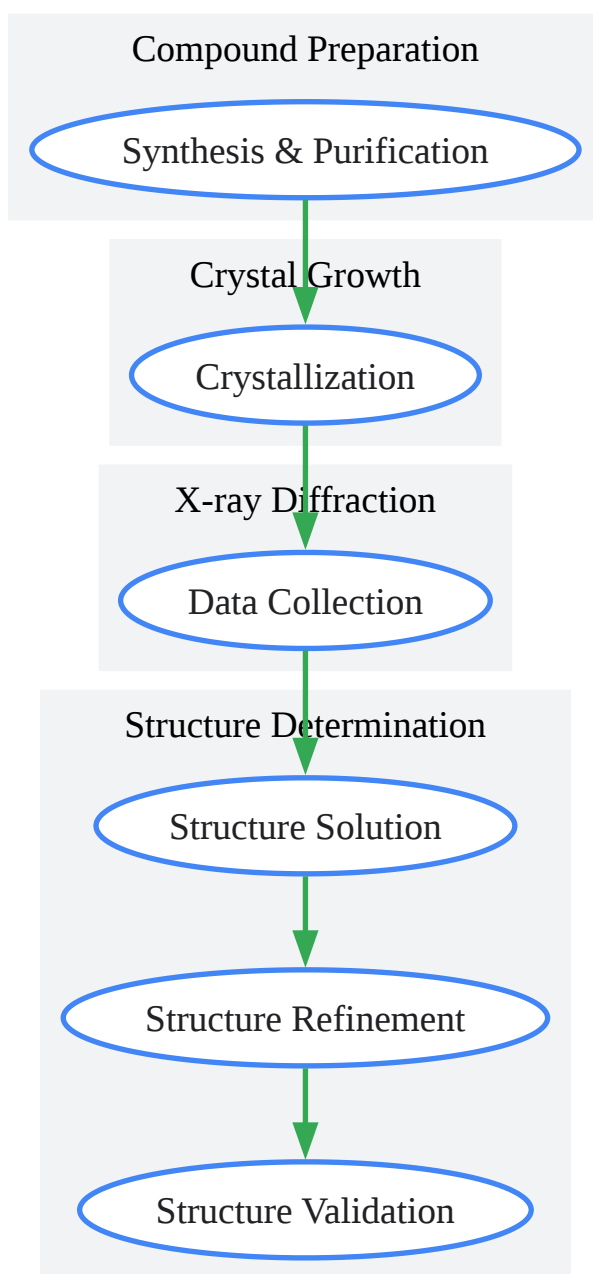 Compound Preparation
Synthesis & Purification
Crystal Growth
Crystallization
X-ray Diffraction
Data Collection
Structure Determination
Structure Solution
Structure Refinement
Structure Validation